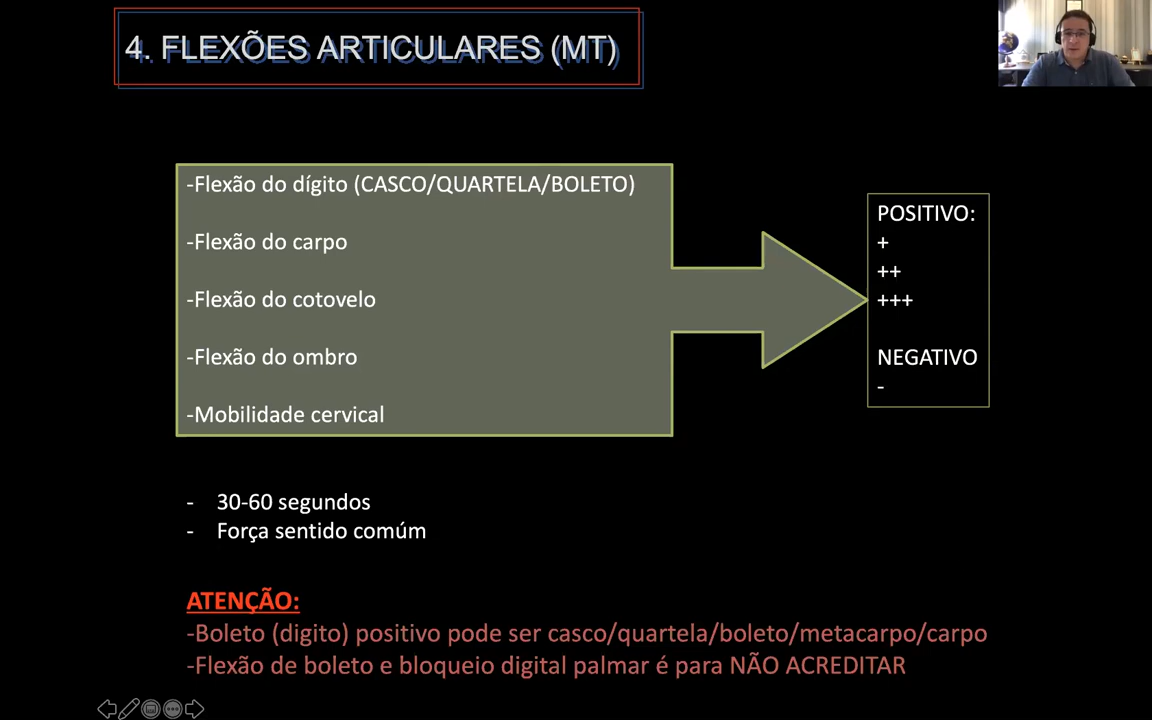 4. FLEXÕES ARTICULARES (MT)
-Flexão do dígito (CASCO/QUARTELA/BOLETO)
-Flexão do carpo
-Flexão do cotovelo
-Flexão do ombro
-Mobilidade cervical
POSITIVO:
+
++
+++
NEGATIVO
-
- 30-60 segundos
- Força sentido comúm
ATENÇÃO:
-Boleto (digito) positivo pode ser casco/quartela/boleto/metacarpo/carpo
-Flexão de boleto e bloqueio digital palmar é para NÃO ACREDITAR